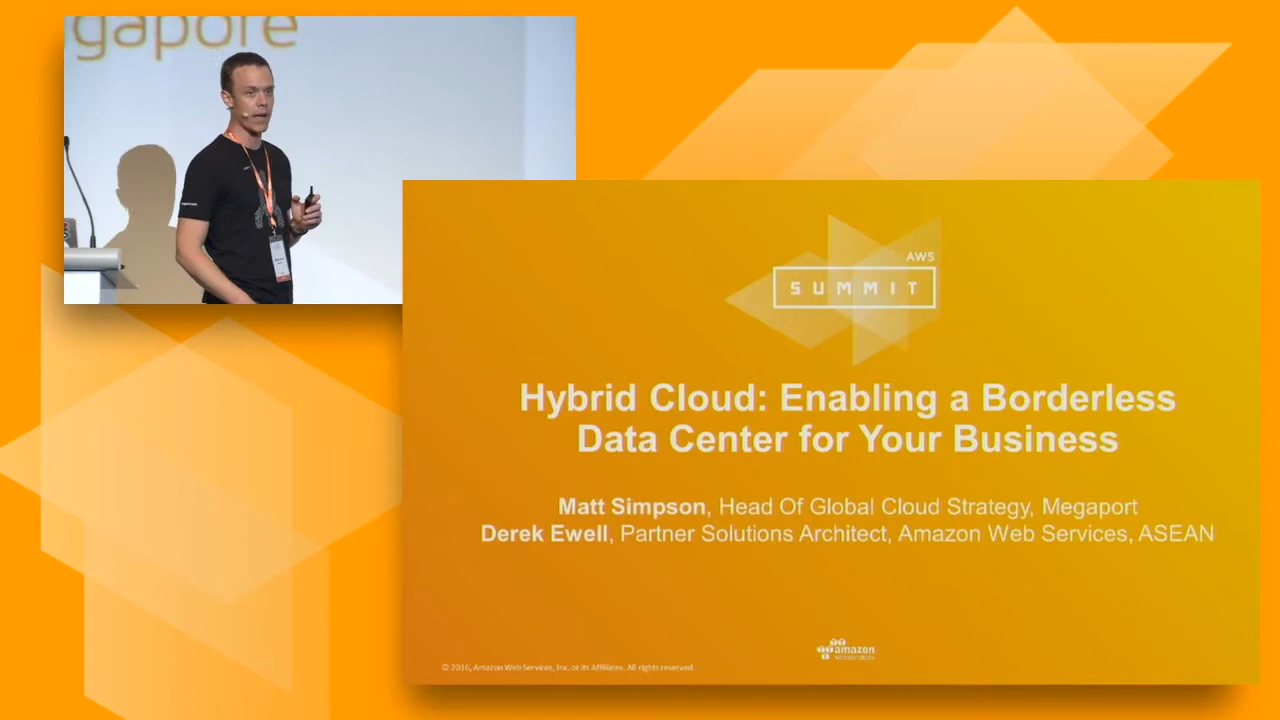 gapore
AWS
SUMMIT
Hybrid Cloud: Enabling a Borderless
Data Center for Your Business
Matt Simpson, Head Of Global Cloud Strategy, Megaport
Derek Ewell, Partner Solutions Architect, Amazon Web Services, ASEAN
amazon
web services
© 2016, Amazon Web Services, Inc. or its Affiliates. All rights reserved.